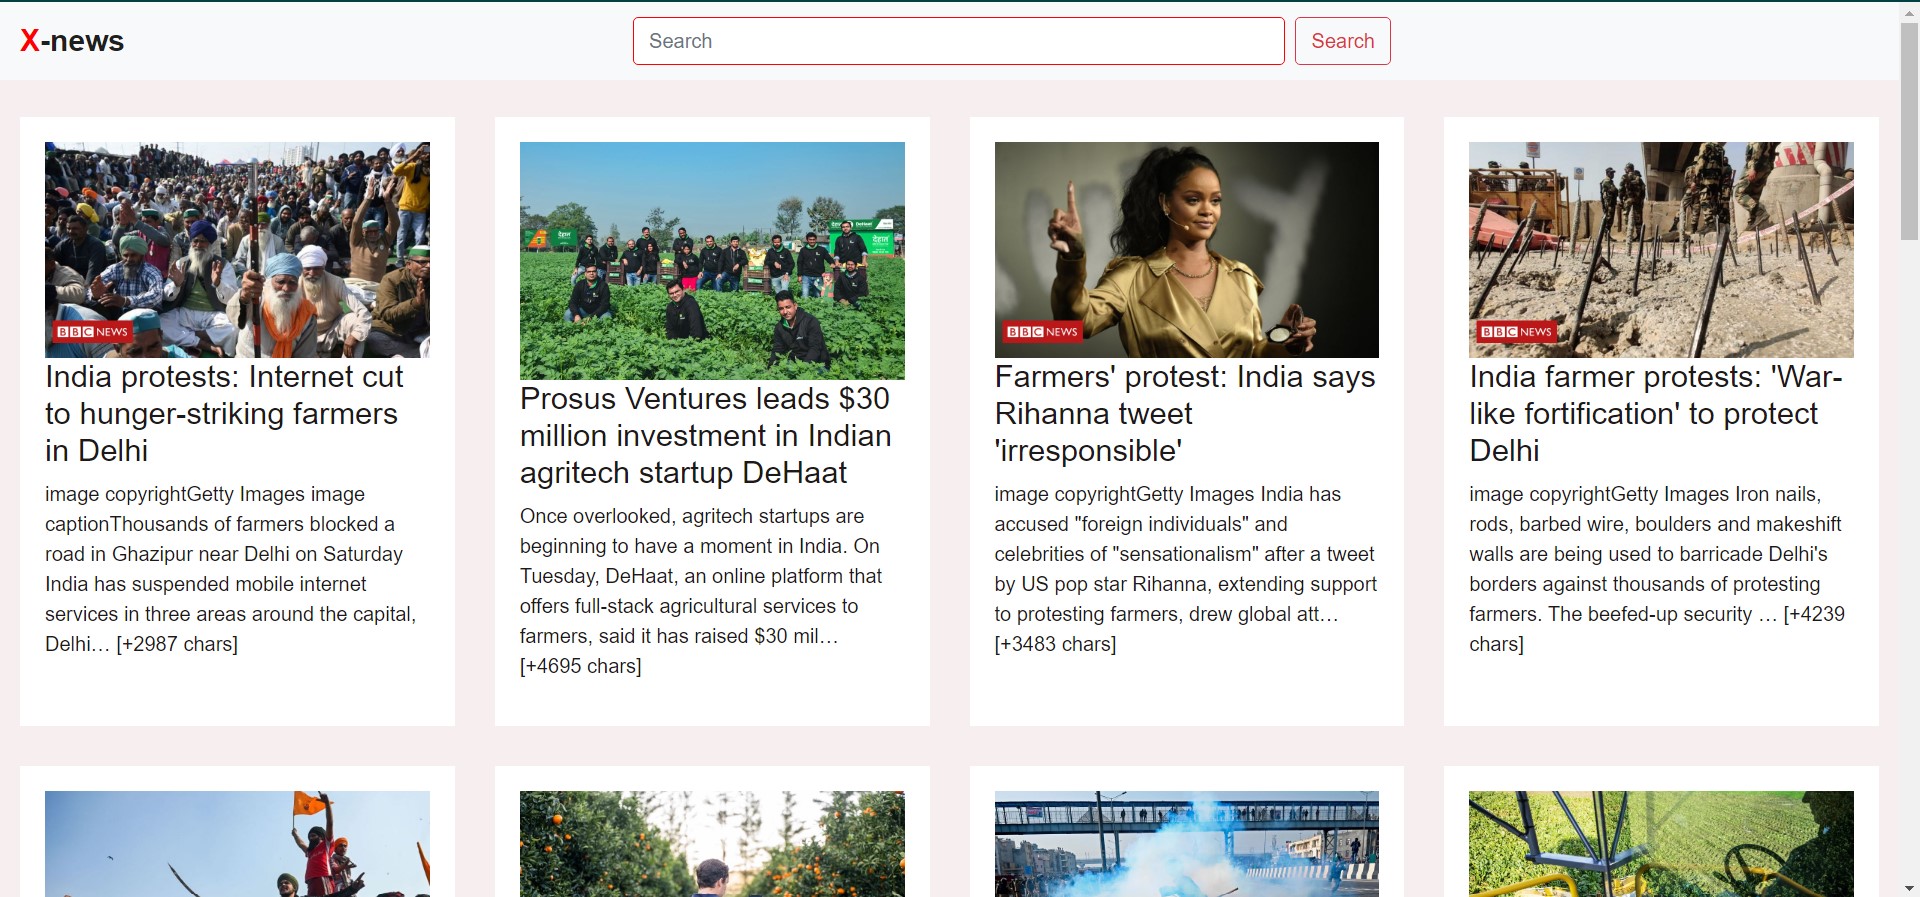 X-news
Search
Search
BBC NEWS
India protests: Internet cut
to hunger-striking farmers
in Delhi
image copyrightGetty Images image
captionThousands of farmers blocked a
road in Ghazipur near Delhi on Saturday
India has suspended mobile internet
services in three areas around the capital,
Delhi… [+2987 chars]
Prosus Ventures leads $30
million investment in Indian
agritech startup DeHaat
Once overlooked, agritech startups are
beginning to have a moment in India. On
Tuesday, DeHaat, an online platform that
offers full-stack agricultural services to
farmers, said it has raised $30 mil…
[+4695 chars]
BBC NEWS
Farmers' protest: India says
Rihanna tweet
'irresponsible'
image copyrightGetty Images India has
accused "foreign individuals" and
celebrities of "sensationalism" after a tweet
by US pop star Rihanna, extending support
to protesting farmers, drew global att…
[+3483 chars]
BBC NEWS
India farmer protests: 'War-
like fortification' to protect
Delhi
image copyrightGetty Images Iron nails,
rods, barbed wire, boulders and makeshift
walls are being used to barricade Delhi's
borders against thousands of protesting
farmers. The beefed-up security … [+4239
chars]